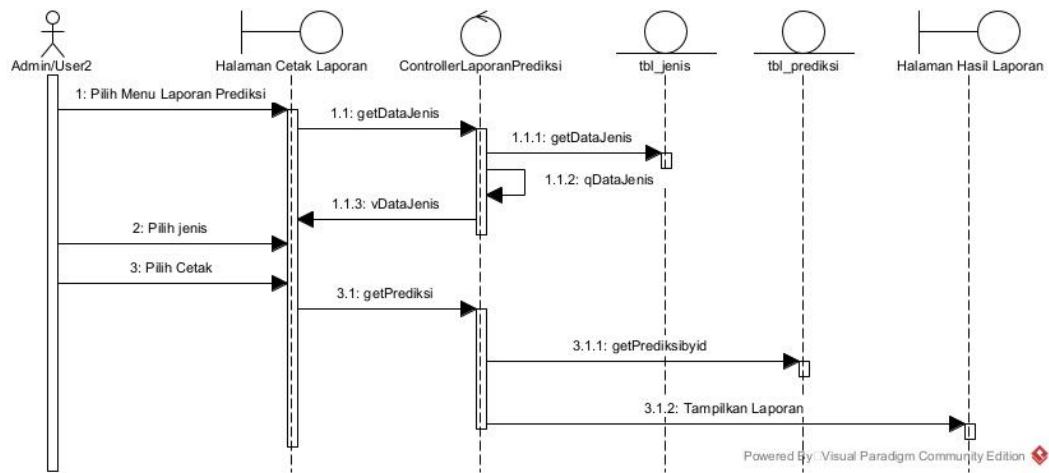 Admin/User2
Halaman Cetak Laporan
ControllerLaporanPrediksi
tbl_jenis
tbl_prediksi
Halaman Hasil Laporan
1: Pilih Menu Laporan Prediksi
1.1: getDataJenis
1.1.1: getDataJenis
1.1.2: qDataJenis
1.1.3: vDataJenis
2: Pilih jenis
3: Pilih Cetak
3.1: getPrediksi
3.1.1: getPrediksibyid
3.1.2: Tampilkan Laporan
Powered By Visual Paradigm Community Edition